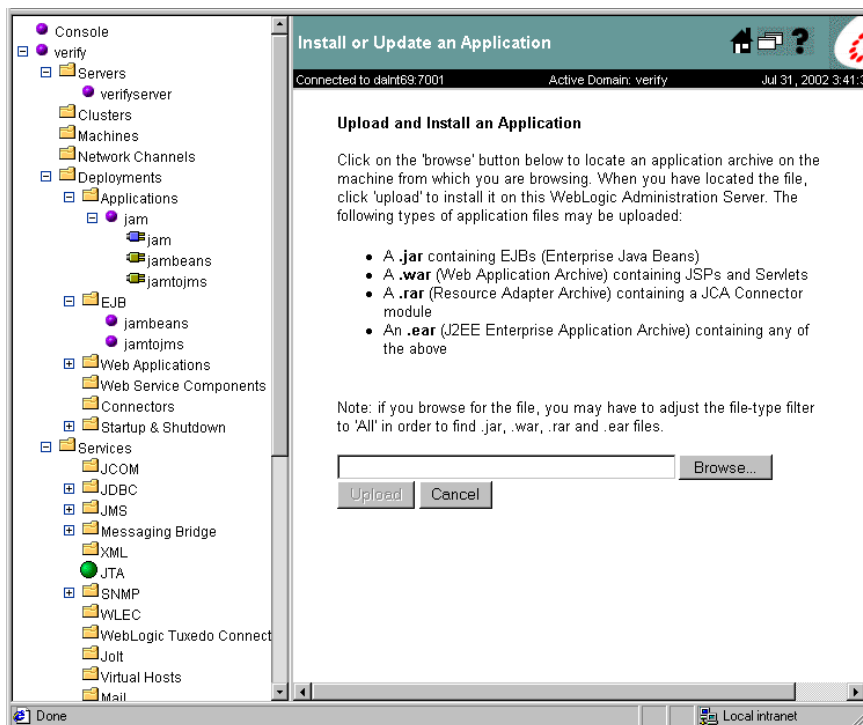 Console
verify
Servers
verifyserver
Clusters
Machines
Network Channels
Deployments
Applications
jam
jam
jambeans
jamtojms
EJB
jambeans
jamtojms
Web Applications
Web Service Components
Connectors
Startup & Shutdown
Services
JCOM
JDBC
JMS
Messaging Bridge
XML
JTA
SNMP
WLEC
WebLogic Tuxedo Connect
Jolt
Virtual Hosts
Mail
Install or Update an Application
Connected to dalnt69:7001 Active Domain: verify Jul 31, 2002 3:41:3
Upload and Install an Application
Click on the 'browse' button below to locate an application archive on the
machine from which you are browsing. When you have located the file,
click 'upload' to install it on this WebLogic Administration Server. The
following types of application files may be uploaded:
• A .jar containing EJBs (Enterprise Java Beans)
• A .war (Web Application Archive) containing JSPs and Servlets
• A .rar (Resource Adapter Archive) containing a JCA Connector
module
• An .ear (J2EE Enterprise Application Archive) containing any of
the above
Note: if you browse for the file, you may have to adjust the file-type filter
to 'All' in order to find .jar, .war, .rar and .ear files.
Browse...
Upload Cancel
Done Local intranet